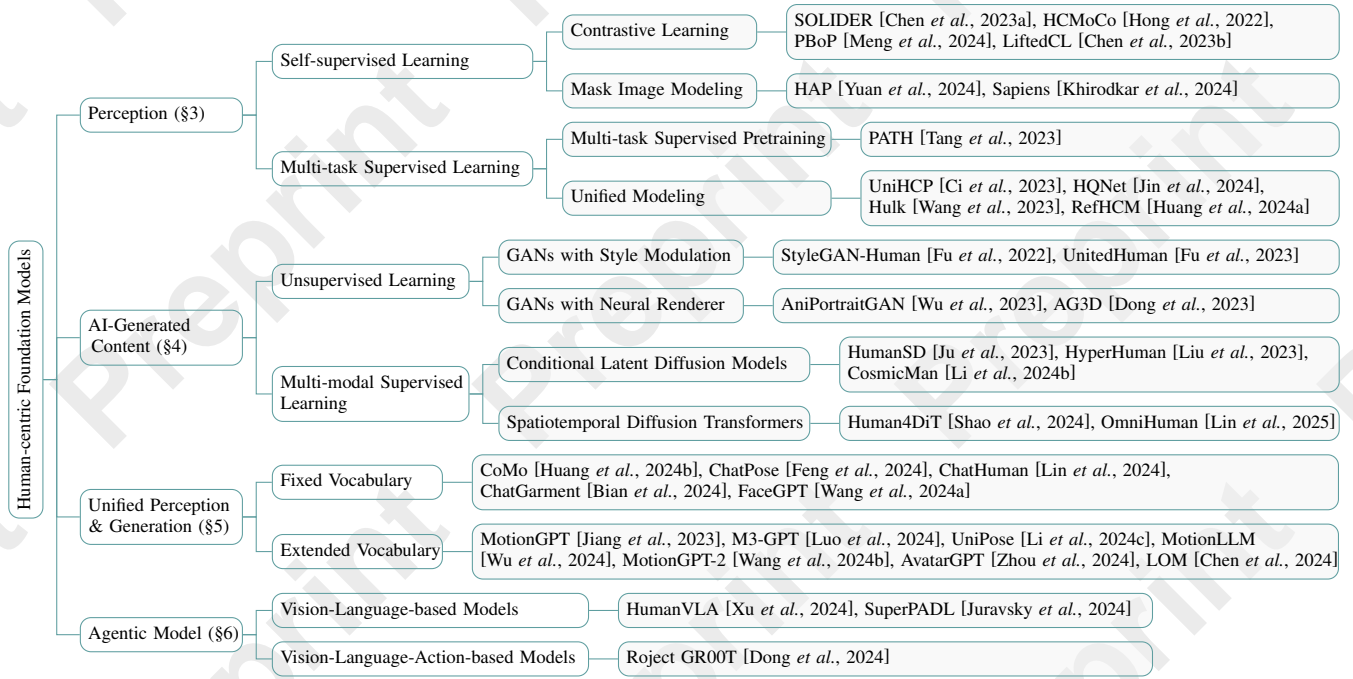 Human-centric Foundation Models
Perception (§3)
Self-supervised Learning
Contrastive Learning
SOLIDER [Chen et al., 2023a], HCMoCo [Hong et al., 2022],
PBoP [Meng et al., 2024], LiftedCL [Chen et al., 2023b]
Mask Image Modeling
HAP [Yuan et al., 2024], Sapiens [Khirodkar et al., 2024]
Multi-task Supervised Learning
Multi-task Supervised Pretraining
PATH [Tang et al., 2023]
Unified Modeling
UniHCP [Ci et al., 2023], HQNet [Jin et al., 2024],
Hulk [Wang et al., 2023], RefHCM [Huang et al., 2024a]
AI-Generated
Content (§4)
Unsupervised Learning
GANs with Style Modulation
StyleGAN-Human [Fu et al., 2022], UnitedHuman [Fu et al., 2023]
GANs with Neural Renderer
AniPortraitGAN [Wu et al., 2023], AG3D [Dong et al., 2023]
Multi-modal Supervised
Learning
Conditional Latent Diffusion Models
HumanSD [Ju et al., 2023], HyperHuman [Liu et al., 2023],
CosmicMan [Li et al., 2024b]
Spatiotemporal Diffusion Transformers
Human4DiT [Shao et al., 2024], OmniHuman [Lin et al., 2025]
Unified Perception
& Generation (§5)
Fixed Vocabulary
CoMo [Huang et al., 2024b], ChatPose [Feng et al., 2024], ChatHuman [Lin et al., 2024],
ChatGarment [Bian et al., 2024], FaceGPT [Wang et al., 2024a]
Extended Vocabulary
MotionGPT [Jiang et al., 2023], M3-GPT [Luo et al., 2024], UniPose [Li et al., 2024c], MotionLLM
[Wu et al., 2024], MotionGPT-2 [Wang et al., 2024b], AvatarGPT [Zhou et al., 2024], LOM [Chen et al., 2024]
Agentic Model (§6)
Vision-Language-based Models
HumanVLA [Xu et al., 2024], SuperPADL [Juravsky et al., 2024]
Vision-Language-Action-based Models
Roject GR00T [Dong et al., 2024]
Preprint
Preprint
Preprint
Preprint